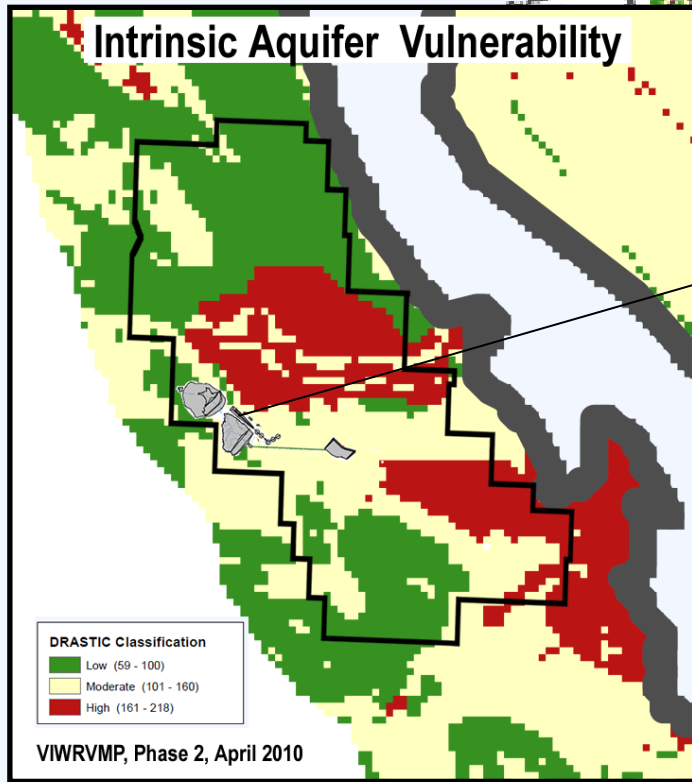 Intrinsic Aquifer Vulnerability
DRASTIC Classification
Low (59 - 100)
Moderate (101 - 160)
High (161 - 218)
VIWRVMP, Phase 2, April 2010